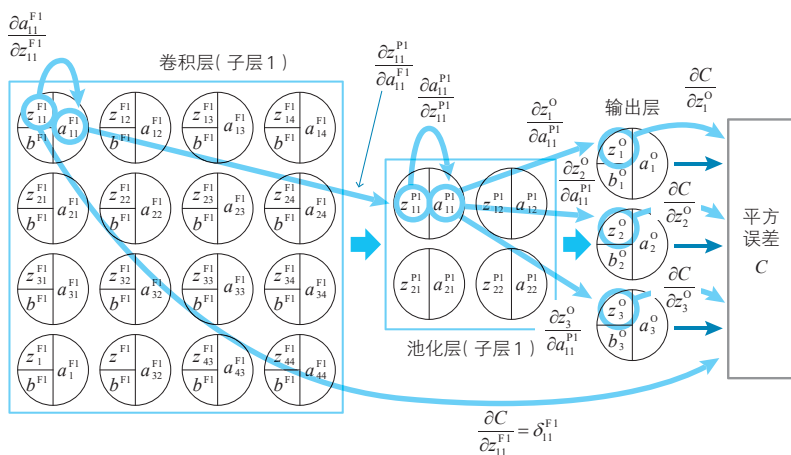 ∂a₁₁^F1 / ∂z₁₁^F1
卷积层(子层1)
∂z₁₁^P1 / ∂a₁₁^F1
∂a₁₁^P1 / ∂z₁₁^P1
∂z₁^O / ∂a₁₁^P1
输出层
∂C / ∂z₁^O
z₁₁^F1 a₁₁^F1 b^F1
z₁₂^F1 a₁₂^F1 b^F1
z₁₃^F1 a₁₃^F1 b^F1
z₁₄^F1 a₁₄^F1 b^F1
z₂₁^F1 a₂₁^F1 b^F1
z₂₂^F1 a₂₂^F1 b^F1
z₂₃^F1 a₂₃^F1 b^F1
z₂₄^F1 a₂₄^F1 b^F1
z₃₁^F1 a₃₁^F1 b^F1
z₃₂^F1 a₃₂^F1 b^F1
z₃₃^F1 a₃₃^F1 b^F1
z₃₄^F1 a₃₄^F1 b^F1
z₁^F1 a₁^F1 b^F1
z^F1 a₃₂^F1 b^F1
z₄₃^F1 a₄₃^F1 b^F1
z₄₄^F1 a₄₄^F1 b^F1
z₁₁^P1 a₁₁^P1
z₁₂^P1 a₁₂^P1
z₂₁^P1 a₂₁^P1
z₂₂^P1 a₂₂^P1
池化层(子层1)
∂z₂^O / ∂a₁₁^P1
∂z₃^O / ∂a₁₁^P1
z₁^O a₁^O b₁^O
z₂^O a₂^O b₂^O
z₃^O a₃^O b₃^O
∂C / ∂z₂^O
∂C / ∂z₃^O
平方
误差
C
∂C / ∂z₁₁^F1 = δ₁₁^F1